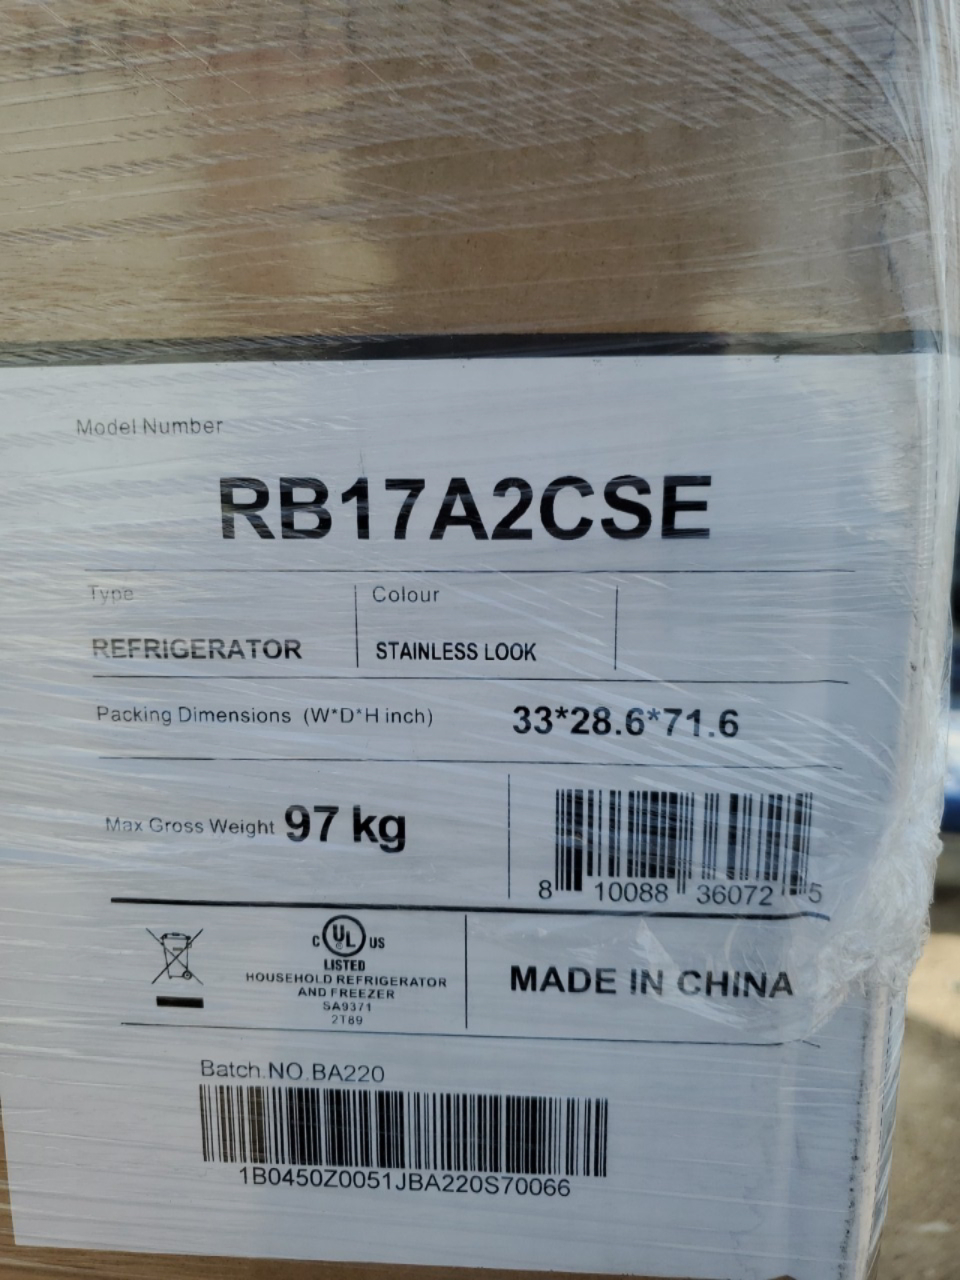 Model Number
RB17A2CSE
Type
Colour
REFRIGERATOR
STAINLESS LOOK
Packing Dimensions (W*D*H inch) 33*28.6*71.6
Max Gross Weight 97 kg
8 10088 36072 5
C UL US
LISTED
HOUSEHOLD REFRIGERATOR
AND FREEZER
SA9371
2T89
MADE IN CHINA
Batch.NO.BA220
1B0450Z0051JBA220S70066